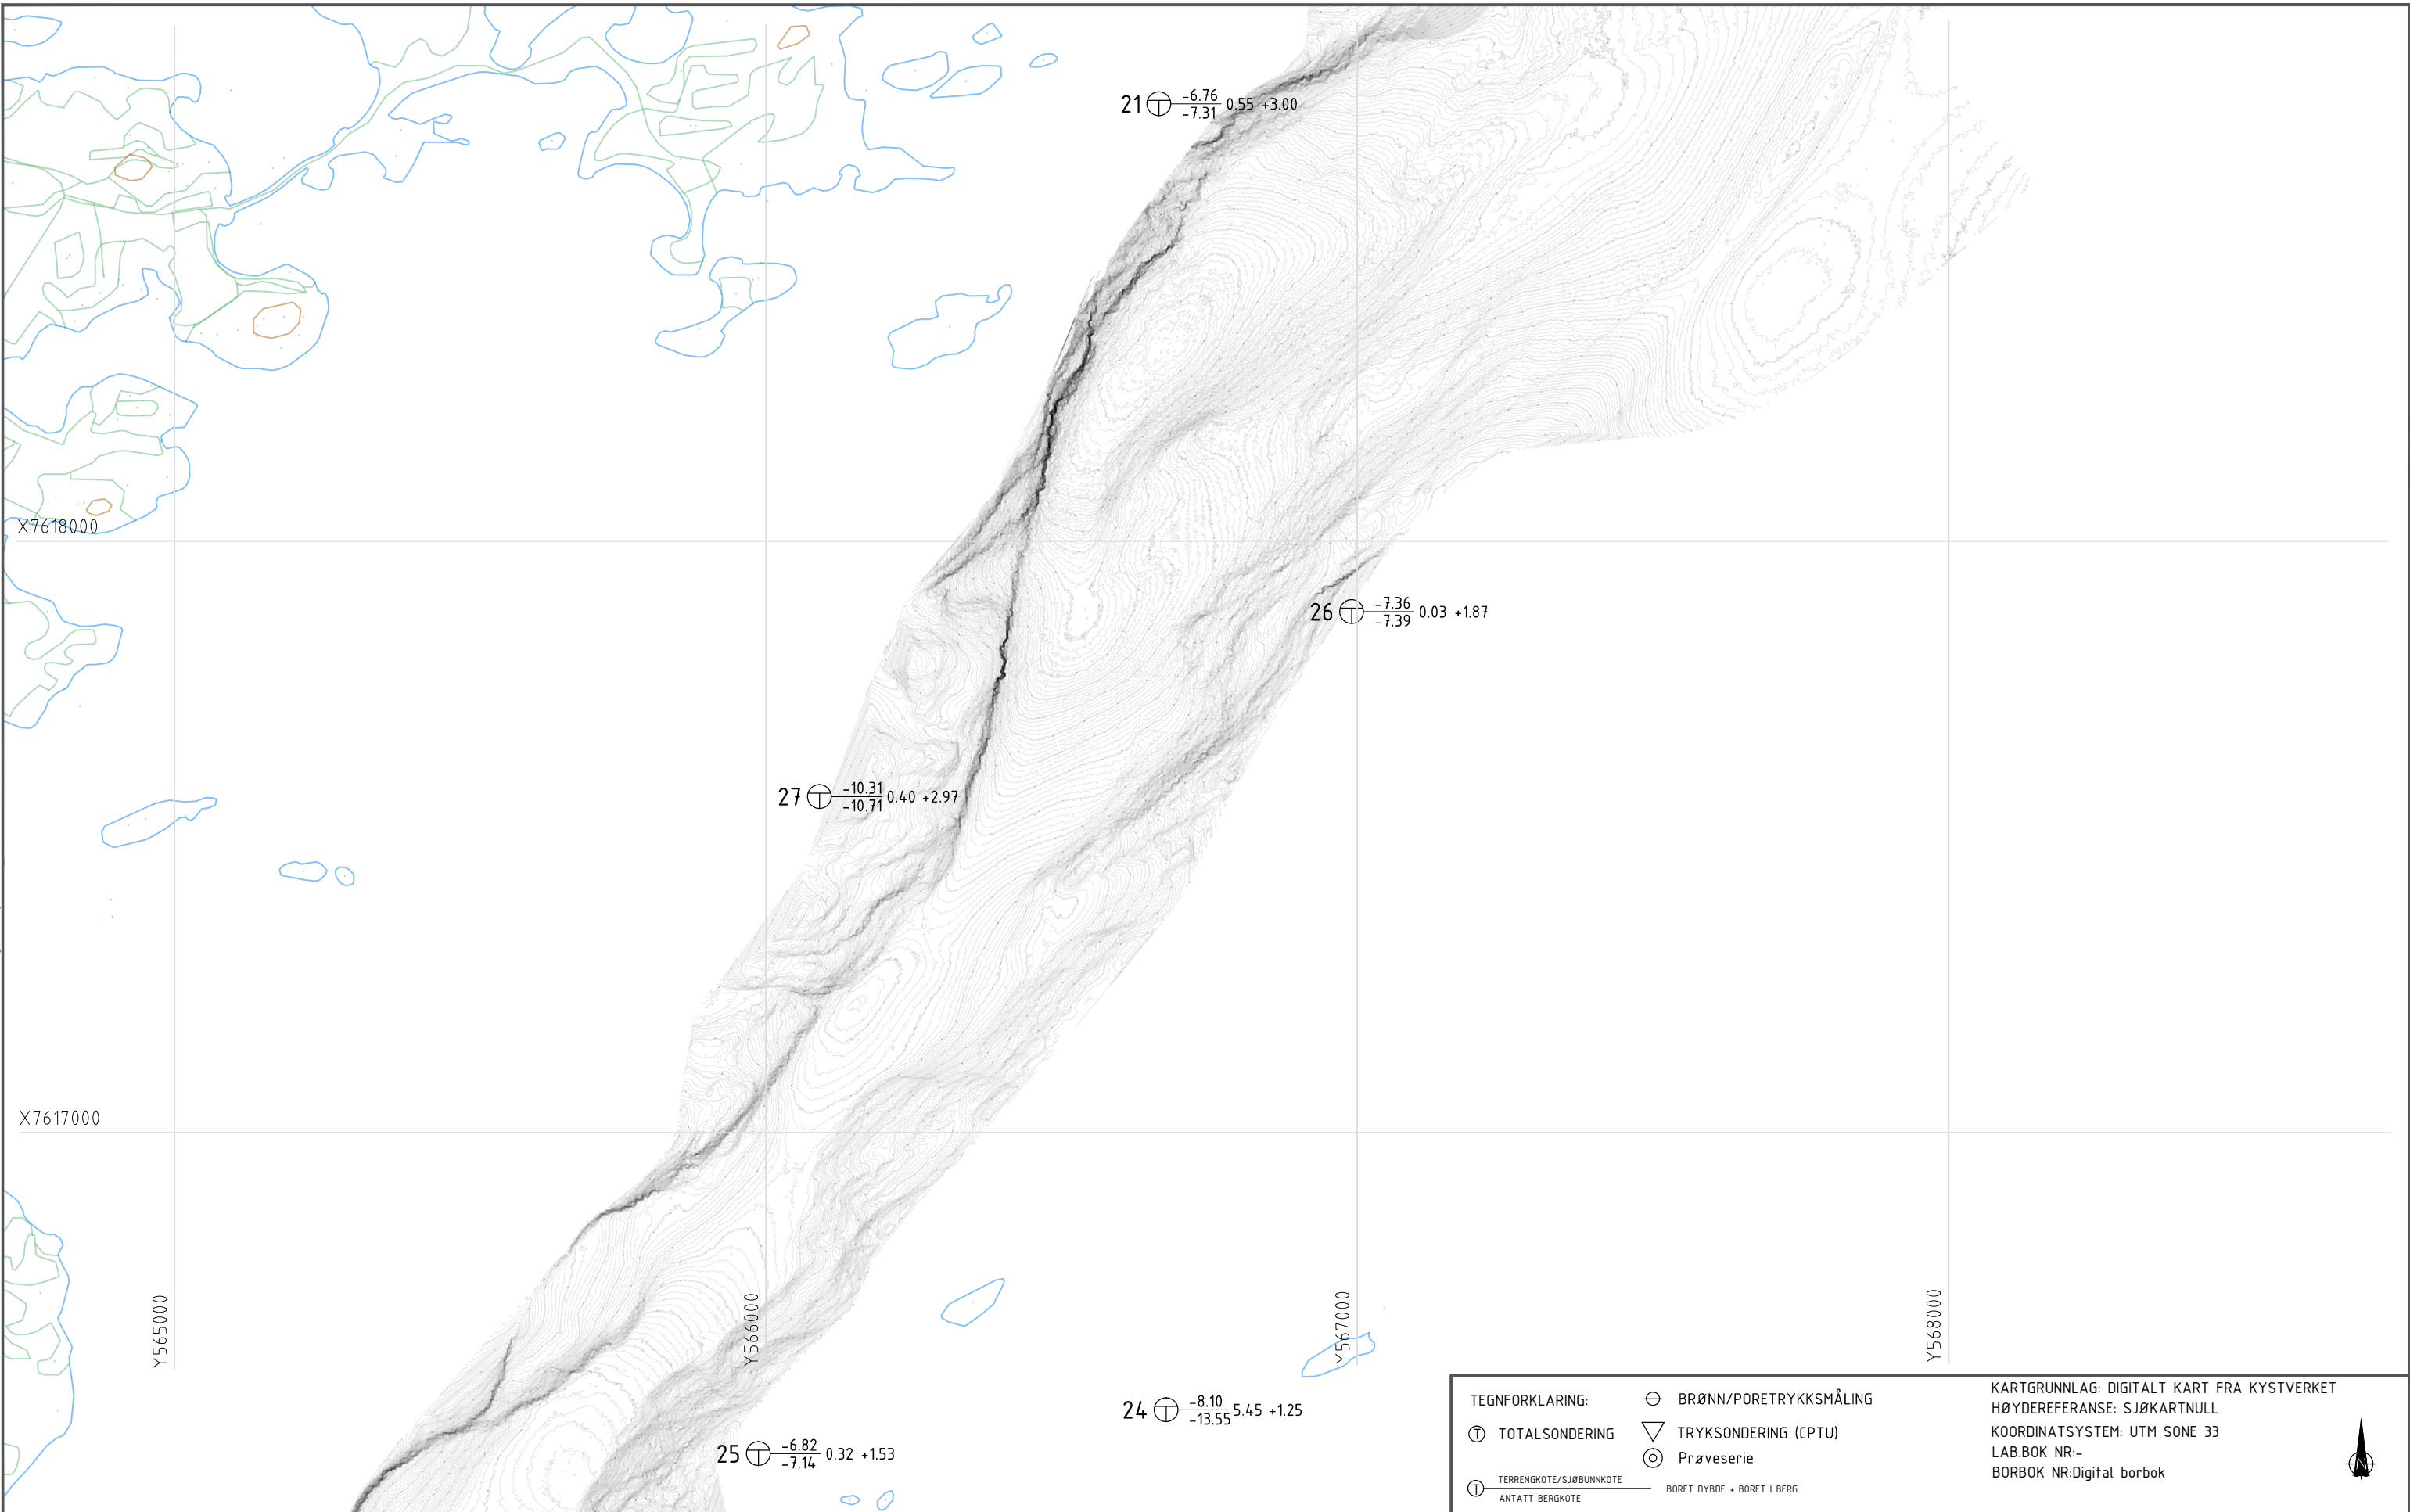 21 -6.76 0.55 +3.00
-7.31
X7618000
26 -7.36 0.03 +1.87
-7.39
27 -10.31 0.40 +2.97
-10.71
X7617000
Y565000
Y566000
Y567000
Y568000
24 -8.10 5.45 +1.25
-13.55
25 -6.82 0.32 +1.53
-7.14
TEGNFORKLARING:
BRØNN/PORETRYKKSMÅLING
T TOTALSONDERING
TRYKSONDERING (CPTU)
Prøveserie
T TERRENGKOTE/SJØBUNNKOTE BORET DYBDE + BORET I BERG
ANTATT BERGKOTE
KARTGRUNNLAG: DIGITALT KART FRA KYSTVERKET
HØYDEREFERANSE: SJØKARTNULL
KOORDINATSYSTEM: UTM SONE 33
LAB.BOK NR:-
BORBOK NR:Digital borbok
N